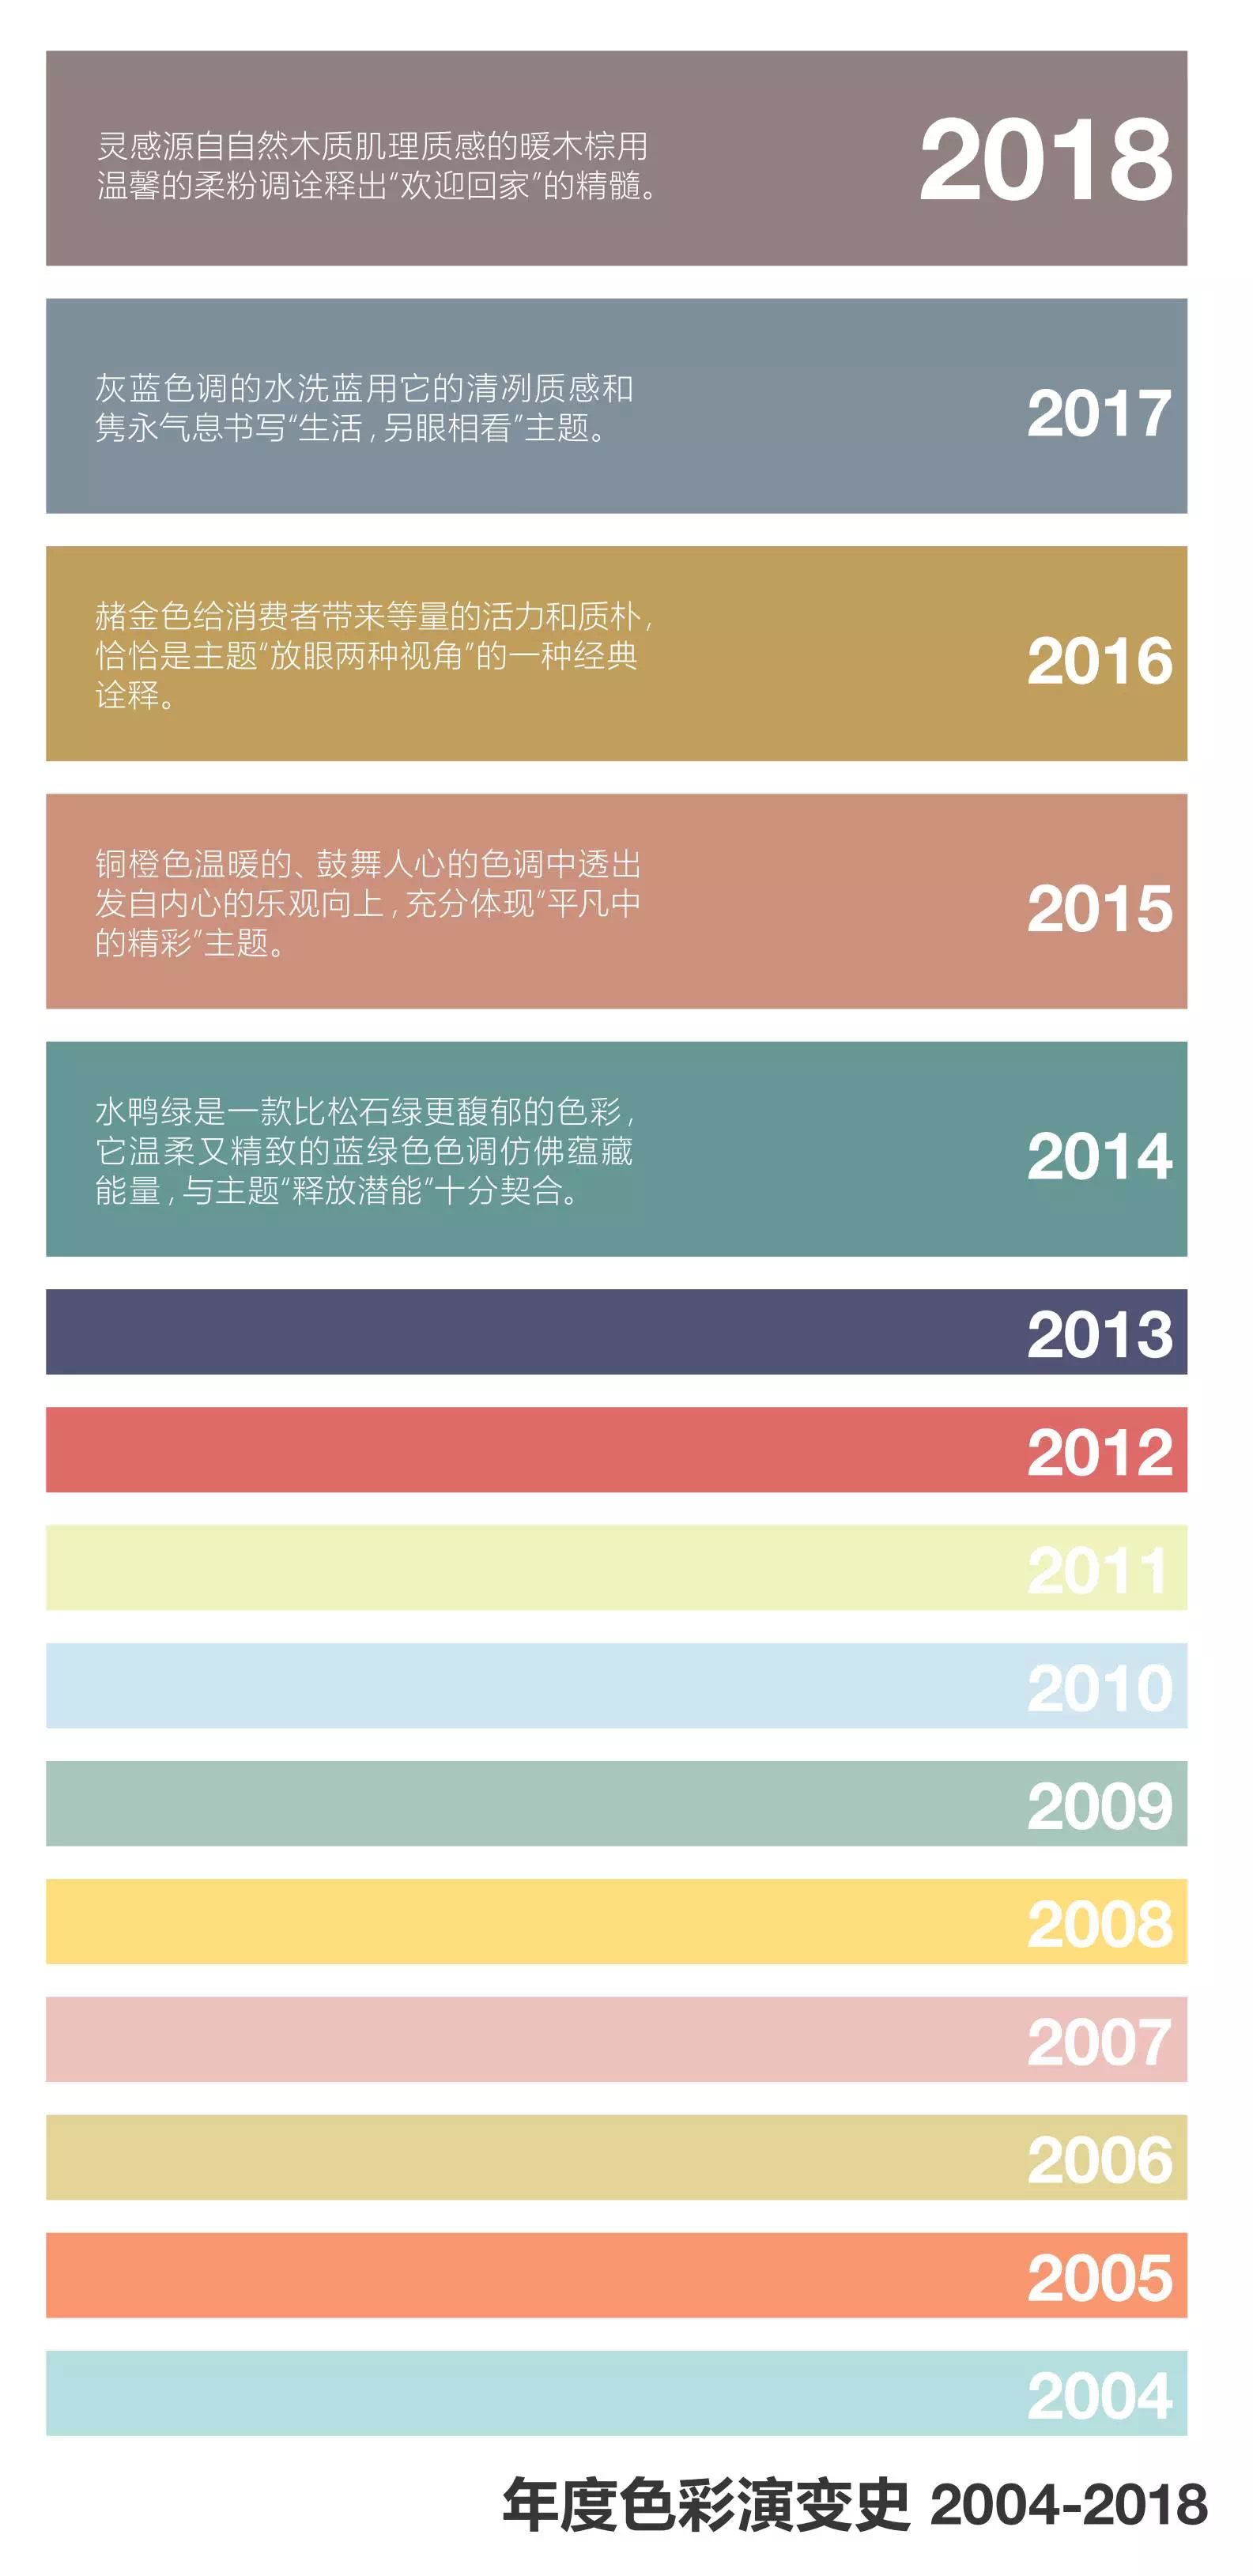 灵感源自自然木质肌理质感的暖木棕用
温馨的柔粉调诠释出“欢迎回家”的精髓。
2018
灰蓝色调的水洗蓝用它的清冽质感和
隽永气息书写“生活,另眼相看”主题。
2017
赭金色给消费者带来等量的活力和质朴,
恰恰是主题“放眼两种视角”的一种经典
诠释。
2016
铜橙色温暖的、鼓舞人心的色调中透出
发自内心的乐观向上,充分体现“平凡中
的精彩”主题。
2015
水鸭绿是一款比松石绿更馥郁的色彩,
它温柔又精致的蓝绿色色调仿佛蕴藏
能量,与主题“释放潜能”十分契合。
2014
2013
2012
2011
2010
2009
2008
2007
2006
2005
2004
年度色彩演变史 2004-2018